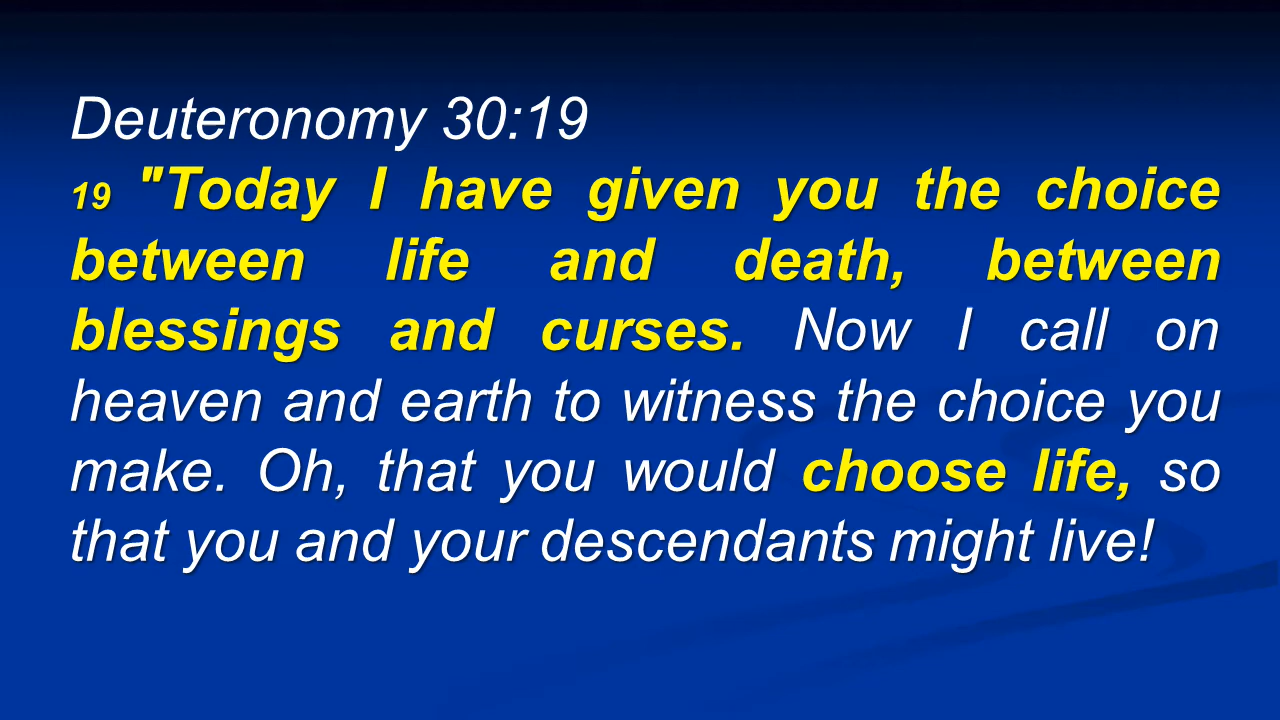 Deuteronomy 30:19
19 "Today I have given you the choice
between life and death, between
blessings and curses. Now I call on
heaven and earth to witness the choice you
make. Oh, that you would choose life, so
that you and your descendants might live!